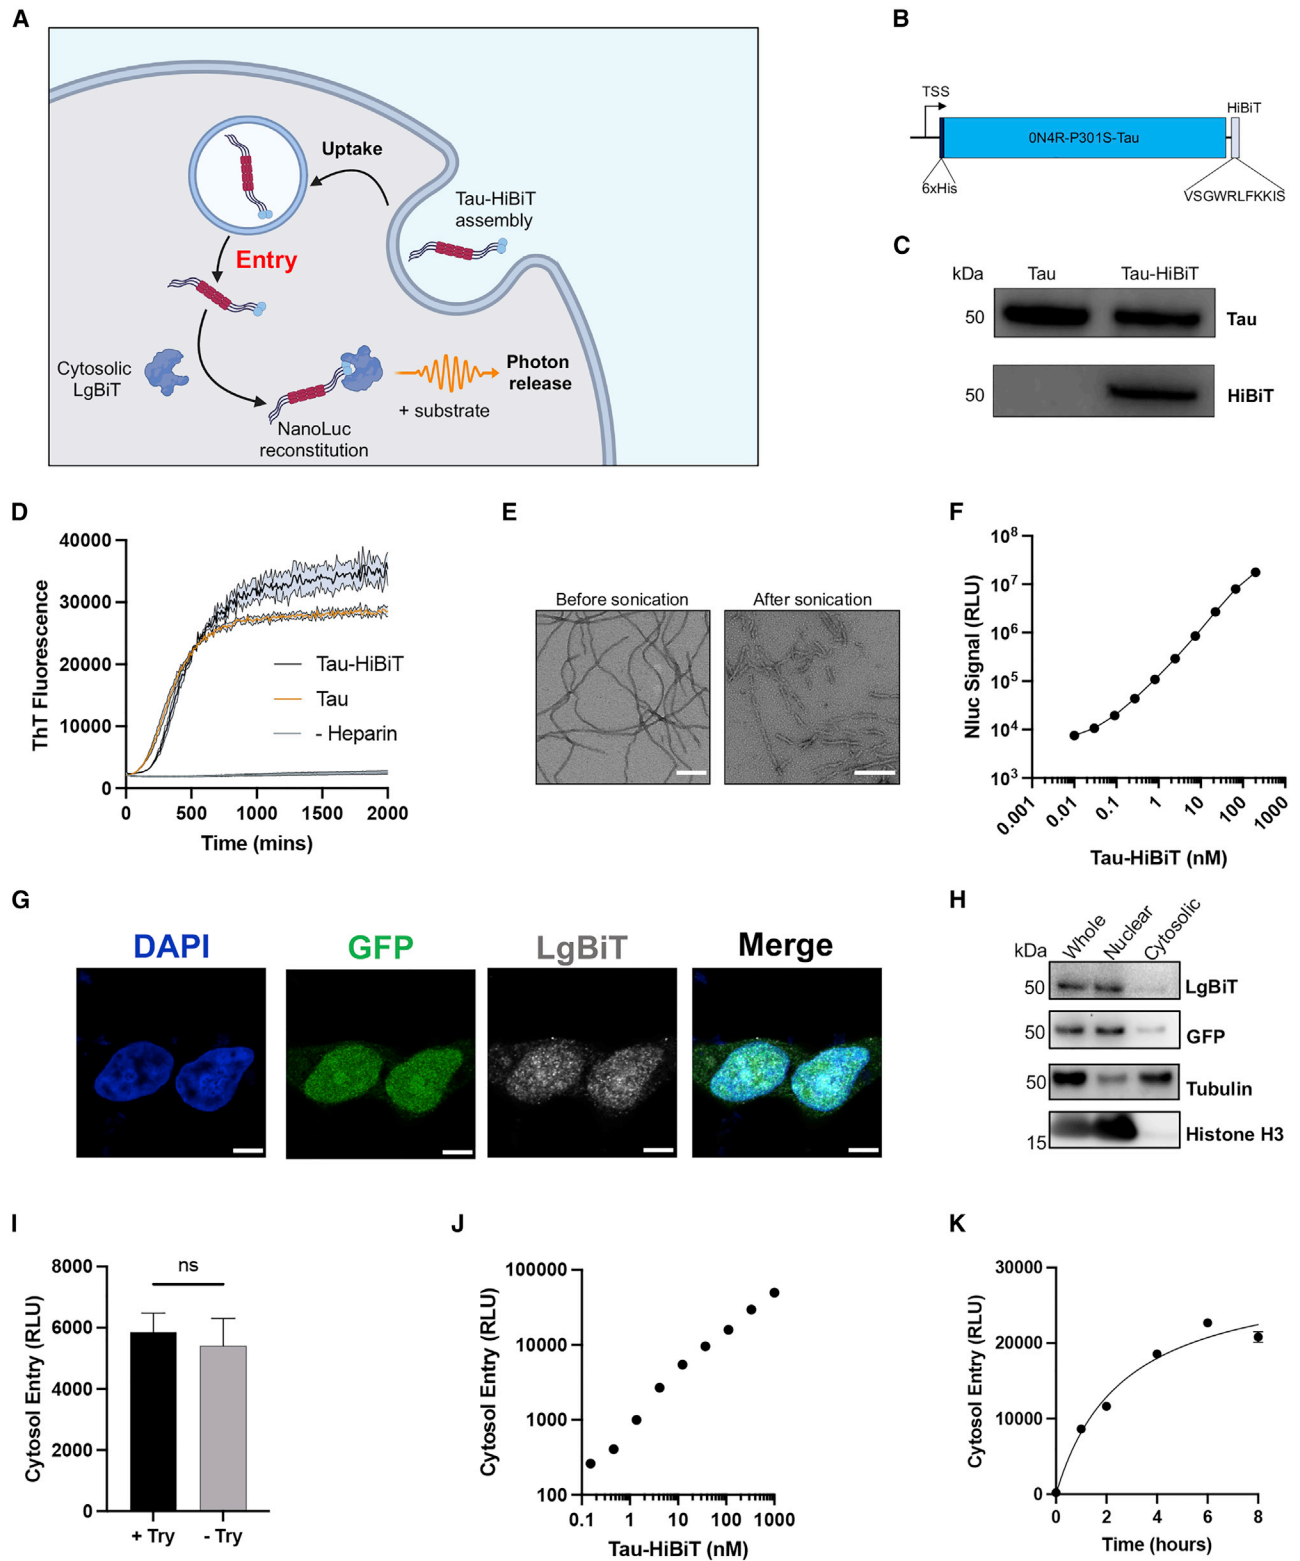 A
Uptake
Tau-HiBiT
assembly
Entry
Cytosolic
LgBiT
NanoLuc
reconstitution
+ substrate
Photon
release
B
TSS
HiBiT
0N4R-P301S-Tau
6xHis
VSGWRLFKKIS
C
kDa
Tau
Tau-HiBiT
50
Tau
50
HiBiT
D
ThT Fluorescence
40000
30000
20000
10000
0
Tau-HiBiT
Tau
- Heparin
0
500
1000
1500
2000
Time (mins)
E
Before sonication
After sonication
F
Nluc Signal (RLU)
10^8
10^7
10^6
10^5
10^4
10^3
0.001
0.01
0.1
1
10
100
1000
Tau-HiBiT (nM)
G
DAPI
GFP
LgBiT
Merge
H
kDa
Whole
Nuclear
Cytosolic
50
LgBiT
50
GFP
50
Tubulin
15
Histone H3
I
Cytosol Entry (RLU)
8000
6000
4000
2000
0
ns
+ Try
- Try
J
Cytosol Entry (RLU)
100000
10000
1000
100
0.1
1
10
100
1000
Tau-HiBiT (nM)
K
Cytosol Entry (RLU)
30000
20000
10000
0
0
2
4
6
8
Time (hours)